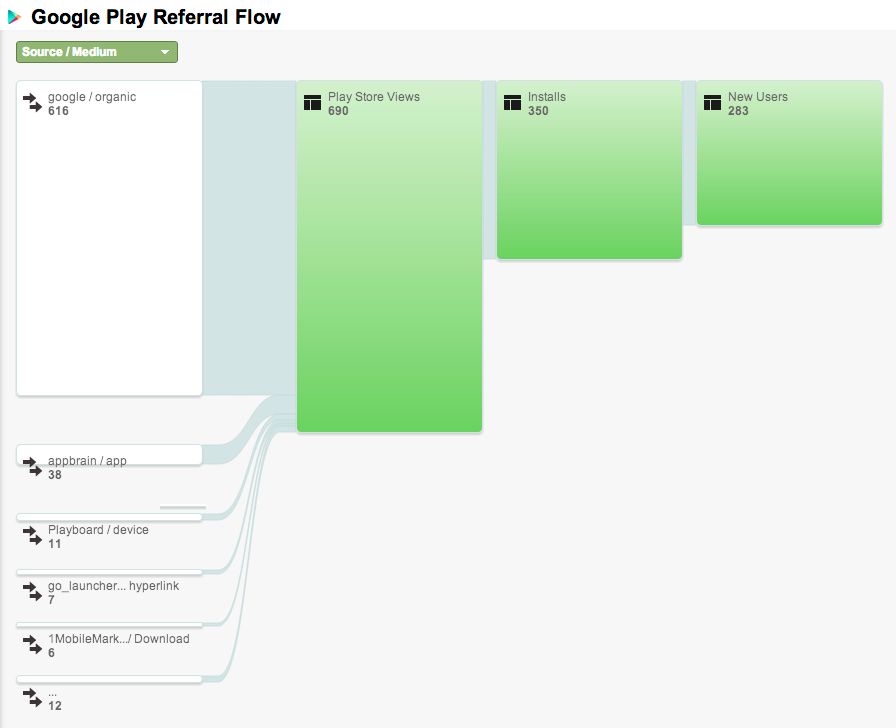 Google Play Referral Flow
Source / Medium
google / organic
616
Play Store Views
690
Installs
350
New Users
283
appbrain / app
38
Playboard / device
11
go_launcher... hyperlink
7
1MobileMark.../ Download
6
...
12